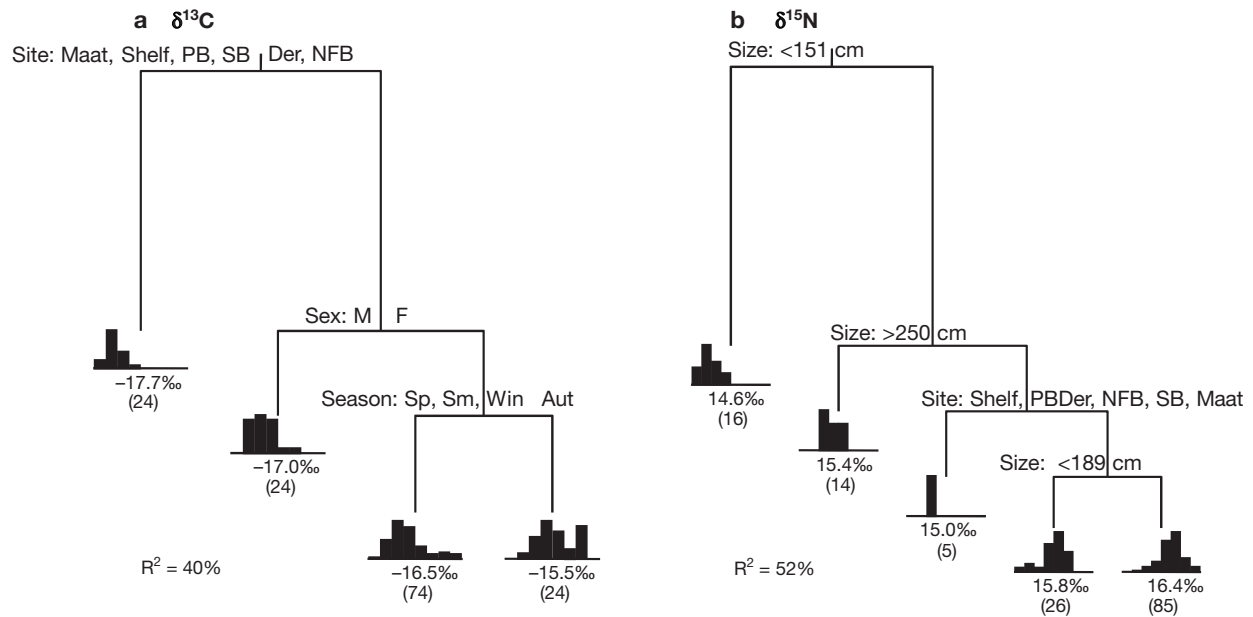 a δ¹³C
Site: Maat, Shelf, PB, SB Der, NFB
Sex: M F
−17.7‰
(24)
Season: Sp, Sm, Win Aut
−17.0‰
(24)
R² = 40%
−16.5‰
(74)
−15.5‰
(24)
b δ¹⁵N
Size: <151 cm
Size: >250 cm
14.6‰
(16)
Site: Shelf, PBDer, NFB, SB, Maat
15.4‰
(14)
Size: <189 cm
15.0‰
(5)
R² = 52%
15.8‰
(26)
16.4‰
(85)